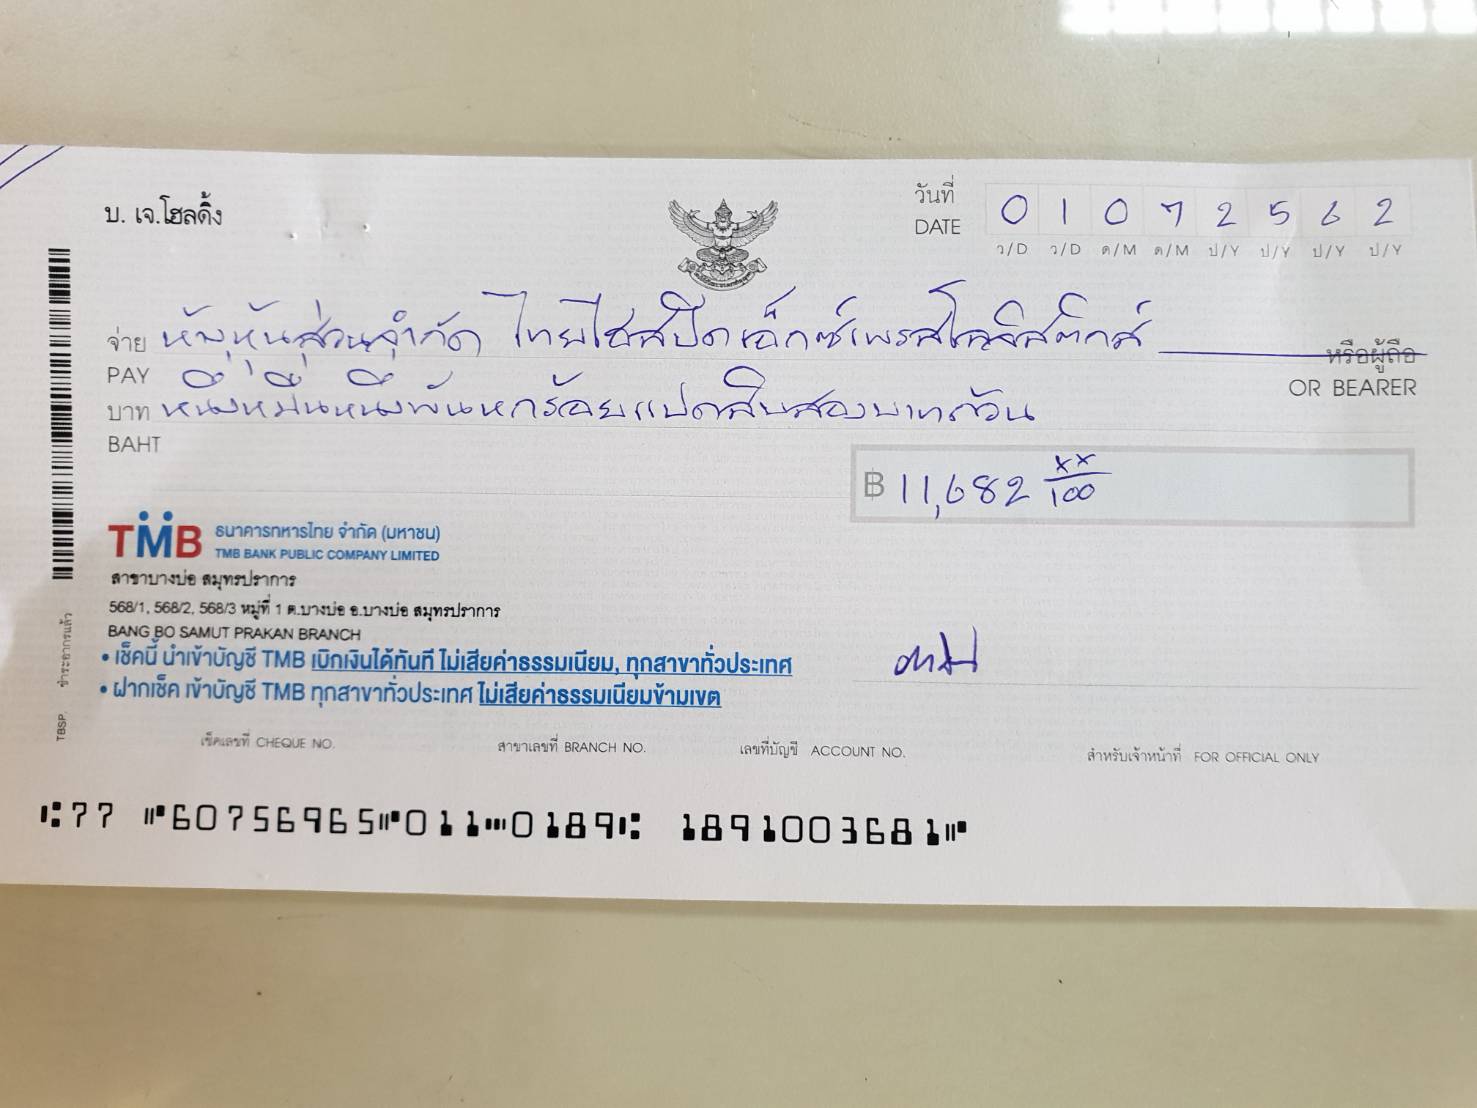 บ. เจ.โฮลดิ้ง
วันที่ 0 1 0 7 2 5 6 2
DATE ว/D ว/D ด/M ด/M ป/Y ป/Y ป/Y ป/Y
จ่าย ห้างหุ้นส่วนจำกัด ไทยไฮสปีดเอ็กซ์เพรสโลจิสติกส์ หรือผู้ถือ
PAY OR BEARER
บาท หนึ่งหมื่นหนึ่งพันหกร้อยแปดสิบสองบาทถ้วน
BAHT
฿ 11,682 xx/100
TMB ธนาคารทหารไทย จำกัด (มหาชน)
TMB BANK PUBLIC COMPANY LIMITED
สาขาบางบ่อ สมุทรปราการ
568/1, 568/2, 568/3 หมู่ที่ 1 ต.บางบ่อ อ.บางบ่อ สมุทรปราการ
BANG BO SAMUT PRAKAN BRANCH
• เช็คนี้ นำเข้าบัญชี TMB เบิกเงินได้ทันที ไม่เสียค่าธรรมเนียม, ทุกสาขาทั่วประเทศ
• ฝากเช็ค เข้าบัญชี TMB ทุกสาขาทั่วประเทศ ไม่เสียค่าธรรมเนียมข้ามเขต
TBSP. ชำระอากรแล้ว
เช็คเลขที่ CHEQUE NO. สาขาเลขที่ BRANCH NO. เลขที่บัญชี ACCOUNT NO. สำหรับเจ้าหน้าที่ FOR OFFICIAL ONLY
⑆77 ⑈60756965⑈011⑉0189⑆ 1891003681⑈